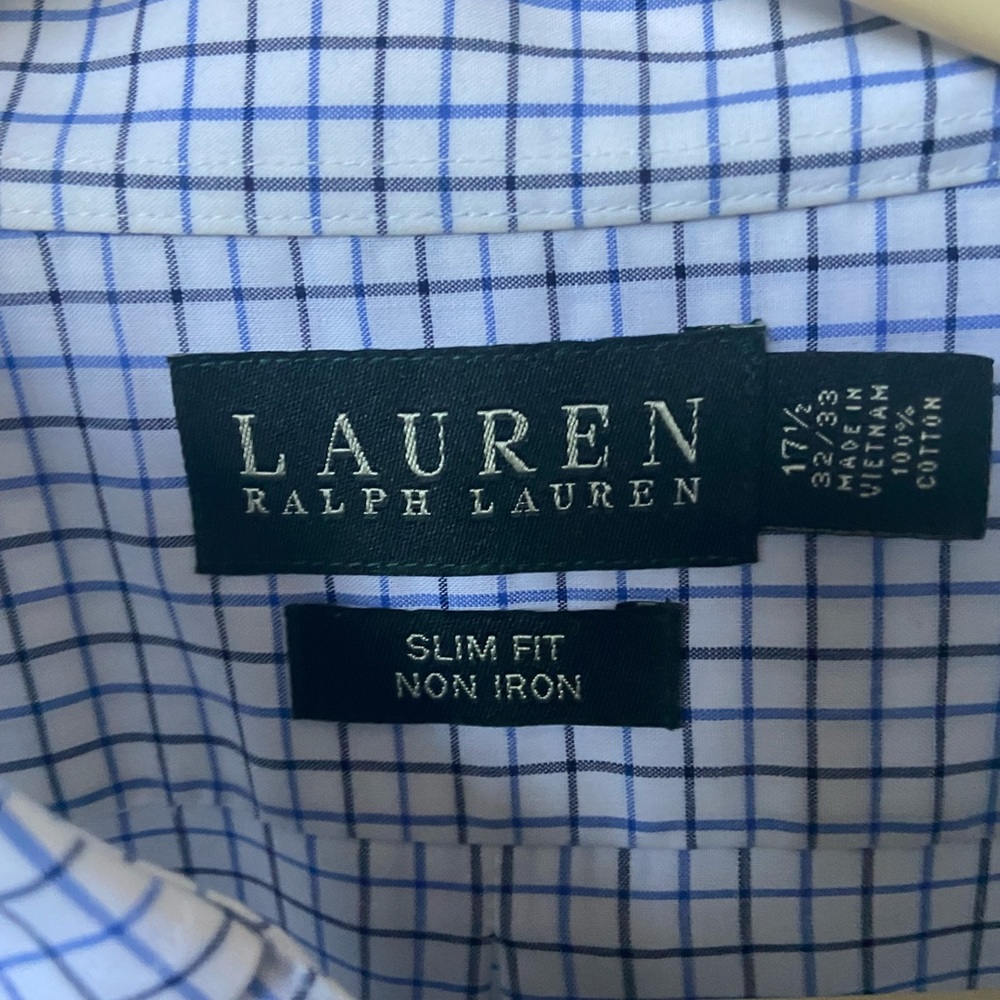 LAUREN
RALPH LAUREN
17½
32/33
MADE IN
VIETNAM
100%
COTTON
SLIM FIT
NON IRON